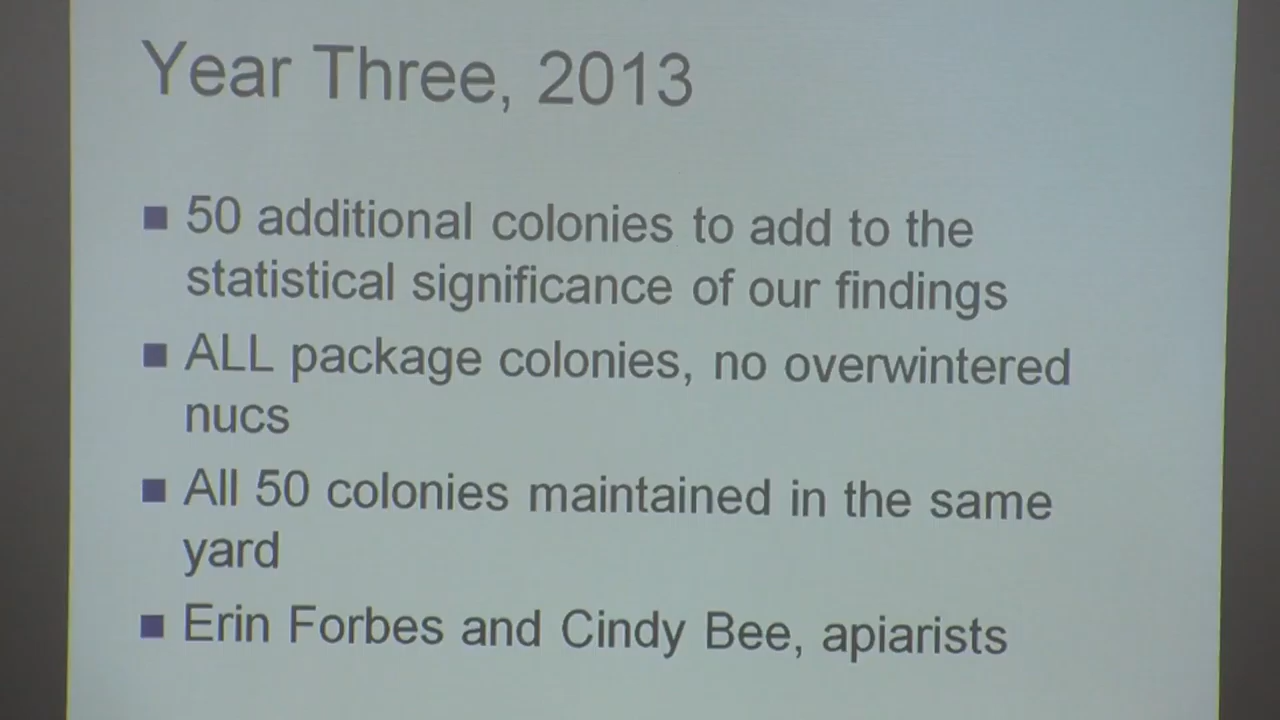 Year Three, 2013
50 additional colonies to add to the
statistical significance of our findings
ALL package colonies, no overwintered
nucs
All 50 colonies maintained in the same
yard
Erin Forbes and Cindy Bee, apiarists